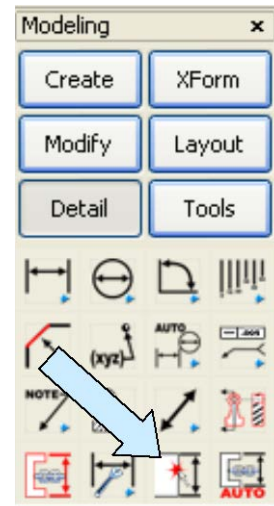 Modeling x
Create XForm
Modify Layout
Detail Tools
(xyz) AUTO
NOTE
AUTO